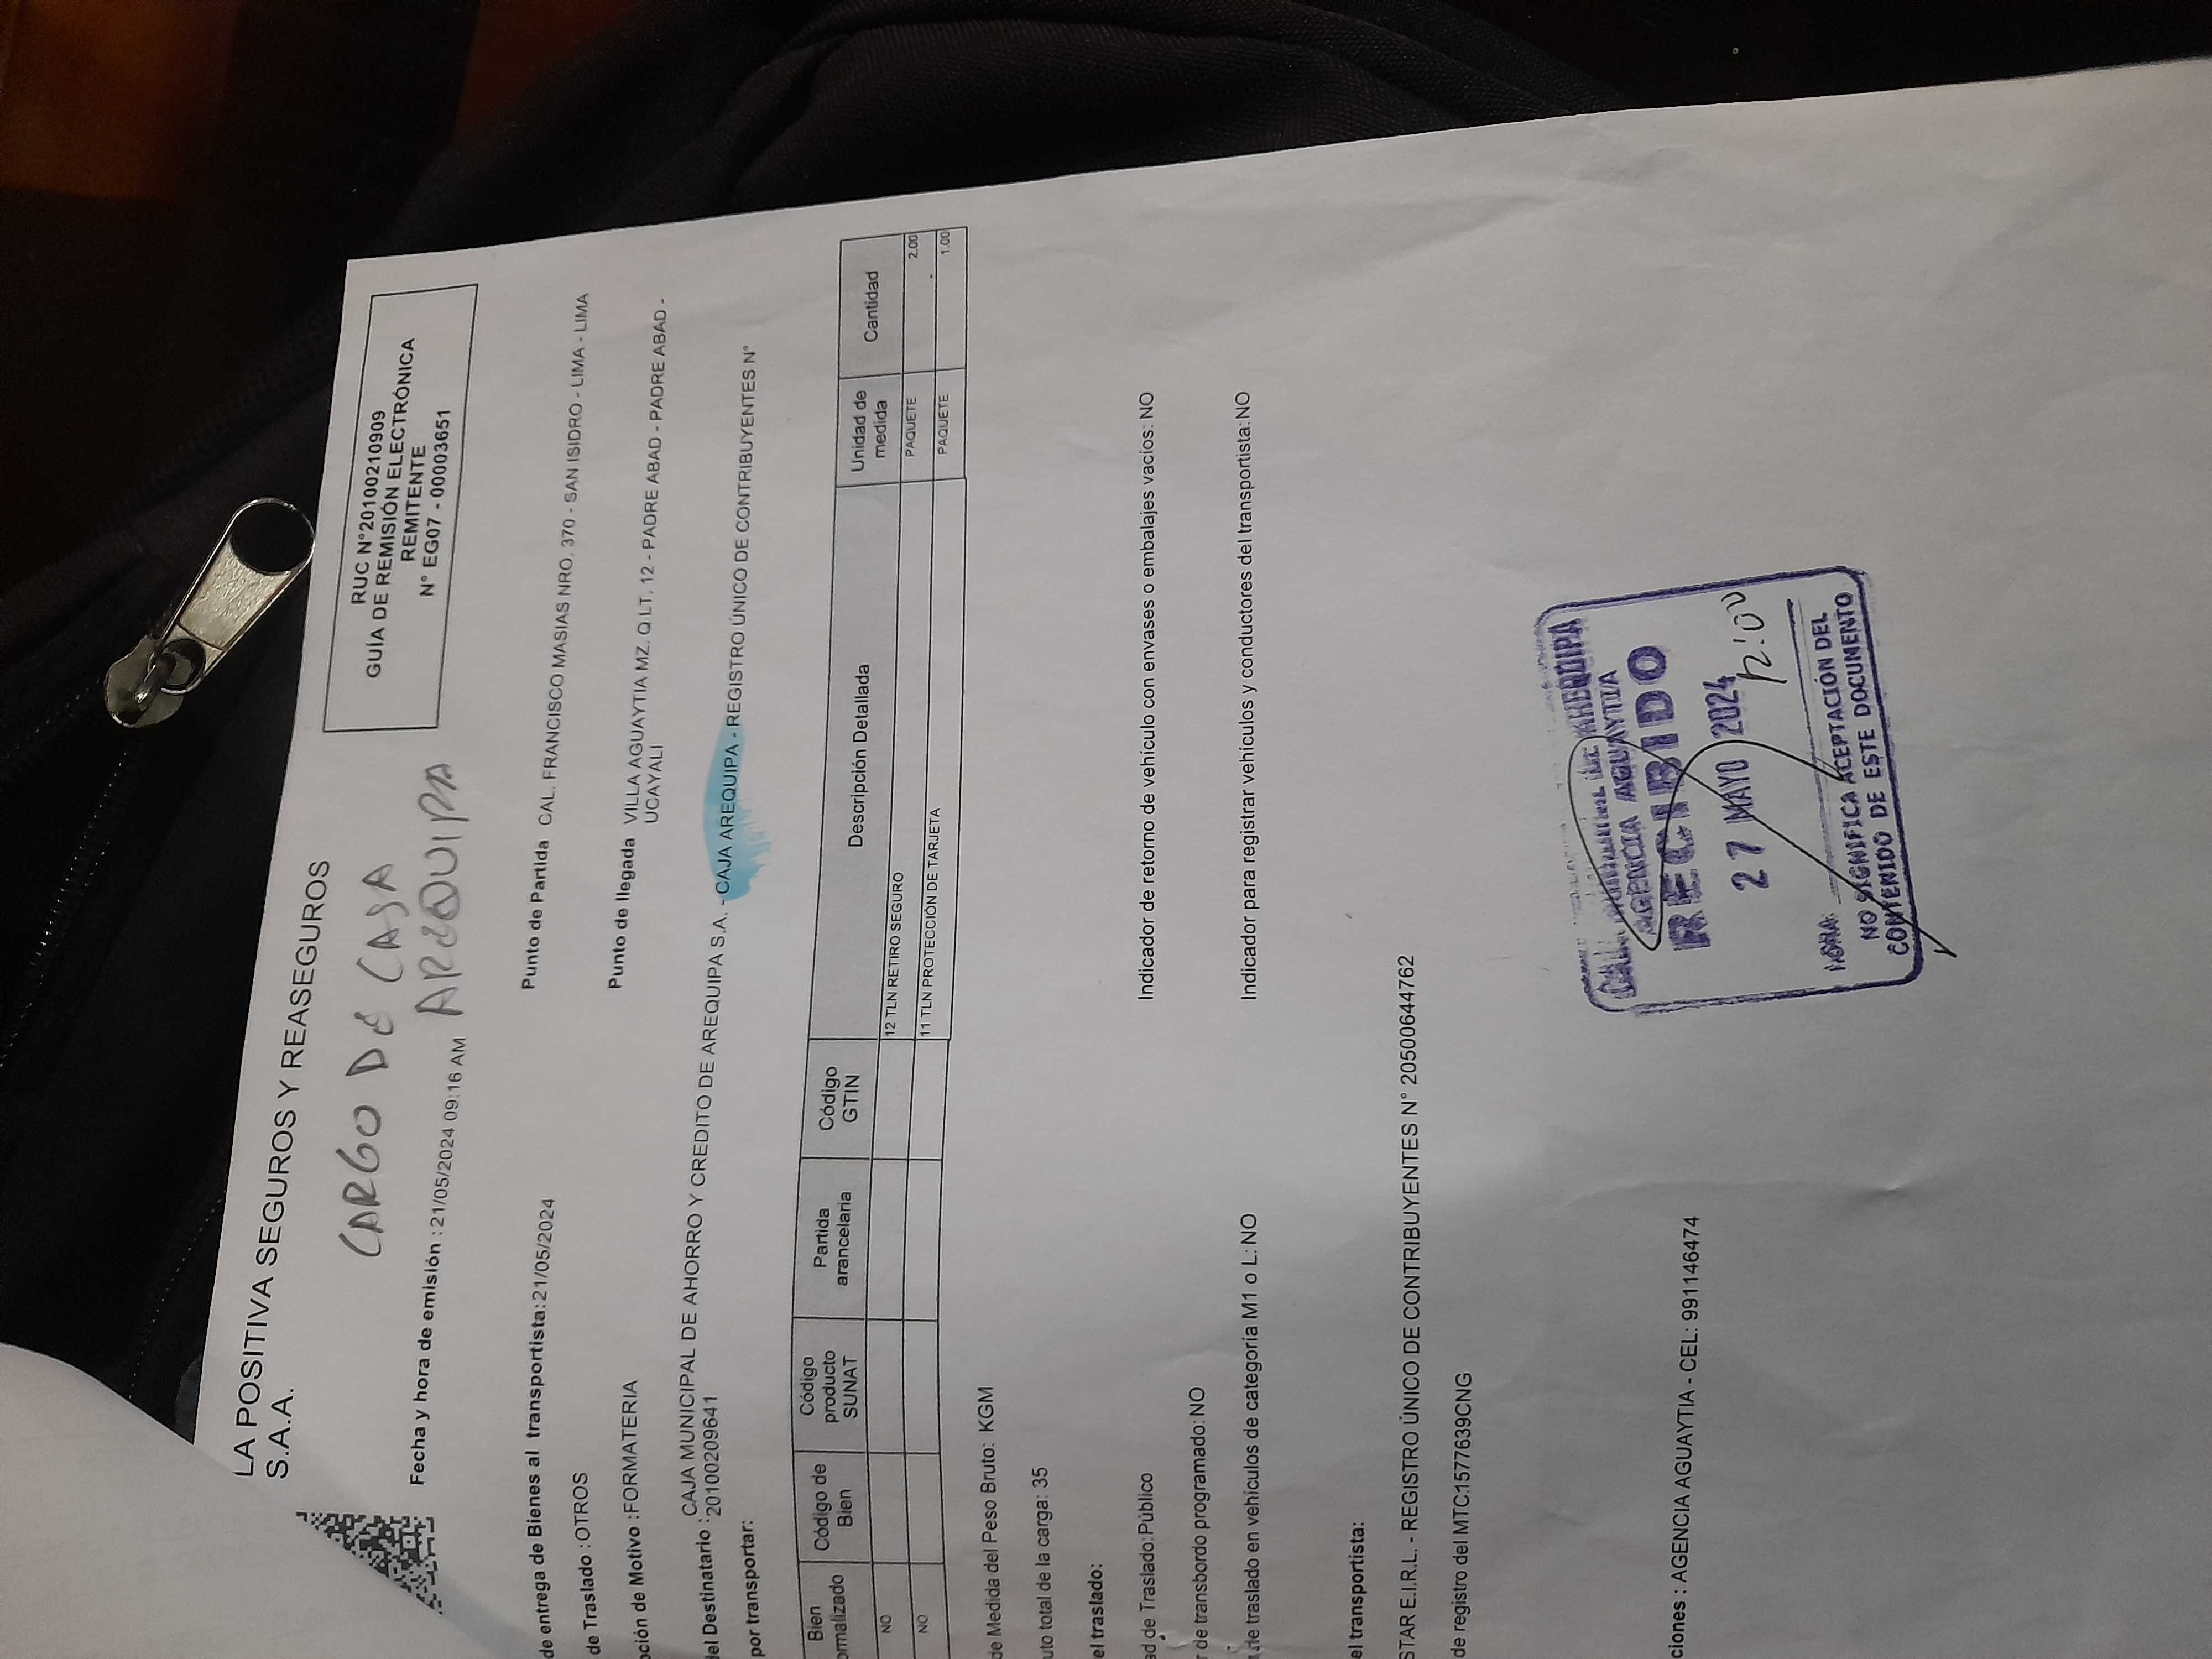 LA POSITIVA SEGUROS Y REASEGUROS
S.A.A.
CARGO DE CAJA
AREQUIPA
RUC N°20100210909
GUÍA DE REMISIÓN ELECTRÓNICA
REMITENTE
N° EG07 - 00003651
Fecha y hora de emisión : 21/05/2024 09:16 AM
de entrega de Bienes al transportista: 21/05/2024
Punto de Partida CAL. FRANCISCO MASIAS NRO. 370 - SAN ISIDRO - LIMA - LIMA
de Traslado : OTROS
Punto de llegada VILLA AGUAYTIA MZ. Q LT. 12 - PADRE ABAD - PADRE ABAD -
UCAYALI
pción de Motivo : FORMATERIA
del Destinatario : CAJA MUNICIPAL DE AHORRO Y CREDITO DE AREQUIPA S.A. - CAJA AREQUIPA - REGISTRO ÚNICO DE CONTRIBUYENTES N°
20100209641
por transportar:
Bien ormalizado Código de Bien Código producto SUNAT Partida arancelaria Código GTIN Descripción Detallada Unidad de medida Cantidad
NO 12 TLN RETIRO SEGURO PAQUETE 2.00
NO 11 TLN PROTECCIÓN DE TARJETA PAQUETE 1.00
de Medida del Peso Bruto: KGM
uto total de la carga: 35
el traslado:
ad de Traslado: Público
Indicador de retorno de vehículo con envases o embalajes vacíos: NO
r de transbordo programado: NO
de traslado en vehículos de categoría M1 o L: NO
Indicador para registrar vehículos y conductores del transportista: NO
el transportista:
STAR E.I.R.L. - REGISTRO ÚNICO DE CONTRIBUYENTES N° 20500644762
de registro del MTC:1577639CNG
ciones : AGENCIA AGUAYTIA - CEL: 991146474
AREQUIPA
AGENCIA AGUAYTIA
RECIBIDO
27 MAYO 2024
HORA:
NO SIGNIFICA ACEPTACIÓN DEL
CONTENIDO DE ESTE DOCUMENTO